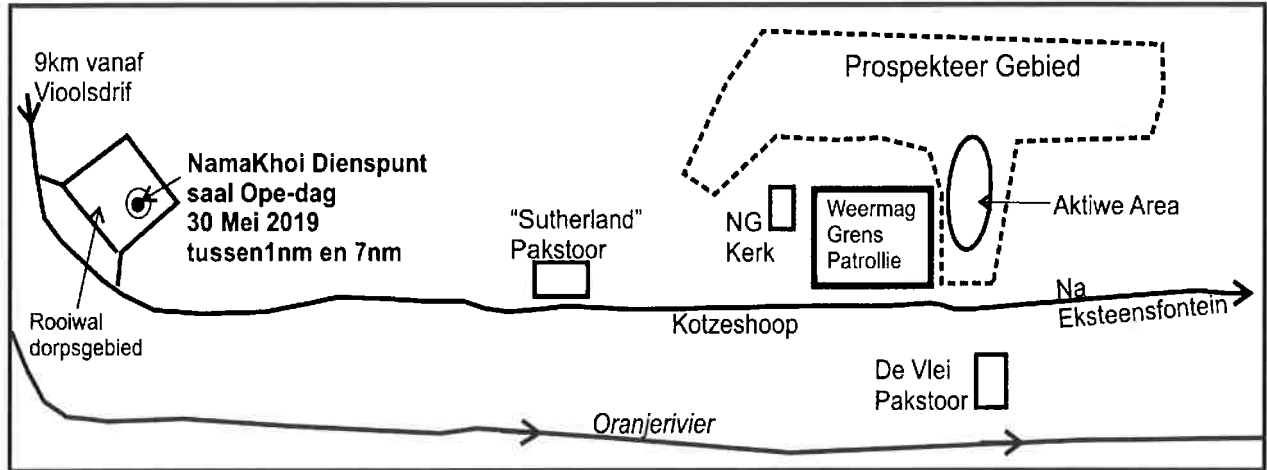 9km vanaf
Vioolsdrif
NamaKhoi Dienspunt
saal Ope-dag
30 Mei 2019
tussen1nm en 7nm
Rooiwal
dorpsgebied
"Sutherland"
Pakstoor
NG
Kerk
Weermag
Grens
Patrollie
Prospekteer Gebied
Aktiwe Area
Na
Eksteensfontein
Kotzeshoop
De Vlei
Pakstoor
Oranjerivier